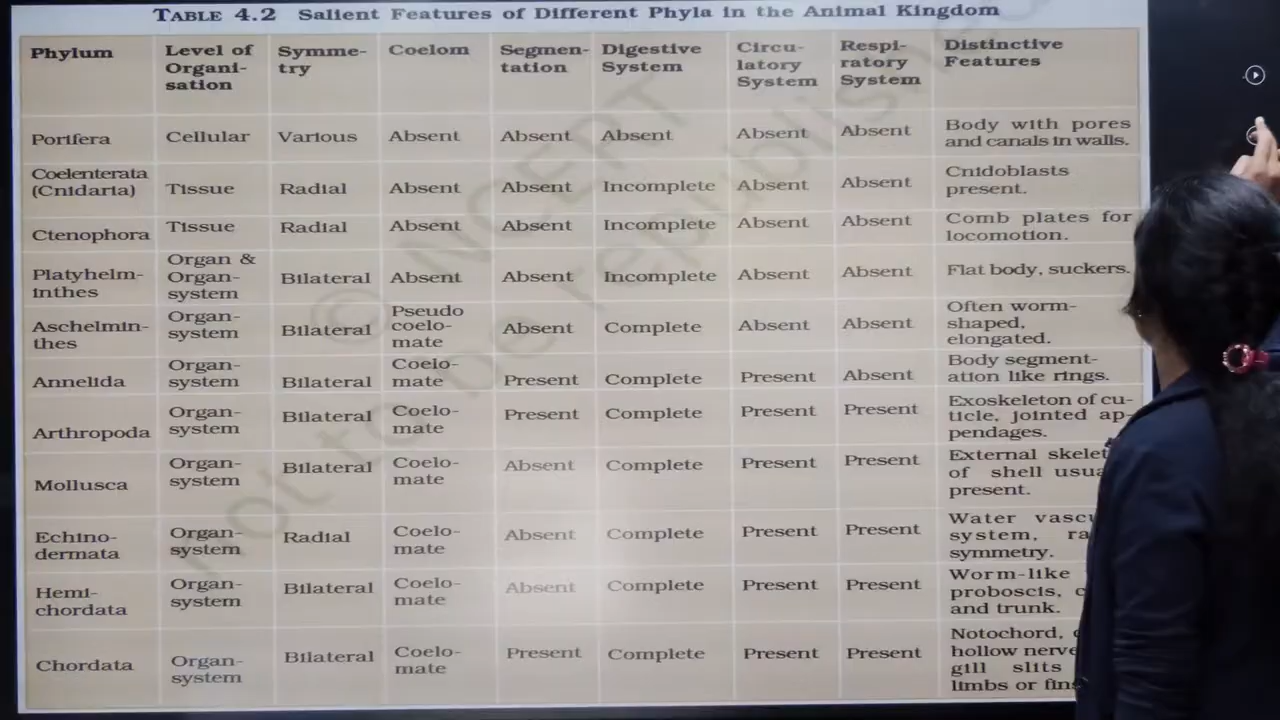 TABLE 4.2 Salient Features of Different Phyla in the Animal Kingdom
Phylum Level of Organi- sation Symme- try Coelom Segmen- tation Digestive System Circu- latory System Respi- ratory System Distinctive Features
Porifera Cellular Various Absent Absent Absent Absent Absent Body with pores and canals in walls.
Coelenterata (Cnidaria) Tissue Radial Absent Absent Incomplete Absent Absent Cnidoblasts present.
Ctenophora Tissue Radial Absent Absent Incomplete Absent Absent Comb plates for locomotion.
Platyhelm- inthes Organ & Organ- system Bilateral Absent Absent Incomplete Absent Absent Flat body, suckers.
Aschelmin- thes Organ- system Bilateral Pseudo coelo- mate Absent Complete Absent Absent Often worm- shaped, elongated.
Annelida Organ- system Bilateral Coelo- mate Present Complete Present Absent Body segment- ation like rings.
Arthropoda Organ- system Bilateral Coelo- mate Present Complete Present Present Exoskeleton of cu- ticle, jointed ap- pendages.
Mollusca Organ- system Bilateral Coelo- mate Absent Complete Present Present External of shell present.
Echino- dermata Organ- system Radial Coelo- mate Absent Complete Present Present Water system, symmetry.
Hemi- chordata Organ- system Bilateral Coelo- mate Absent Complete Present Present Worm-like proboscis, and trunk.
Chordata Organ- system Bilateral Coelo- mate Present Complete Present Present Notochord, hollow nerve gill slits limbs or
© NCERT
not to be republished